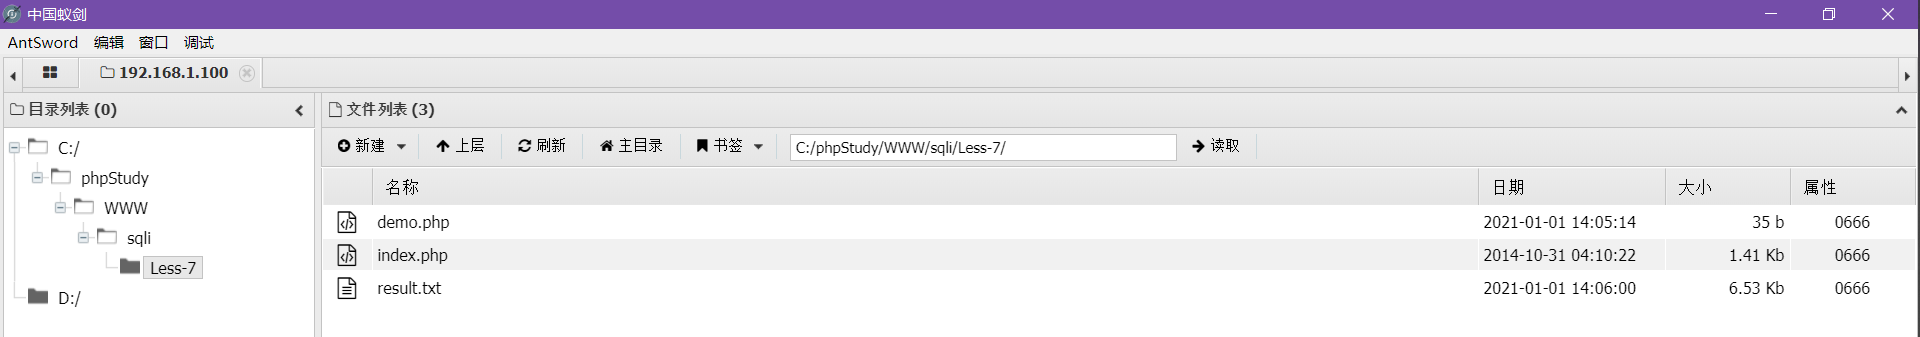 中国蚁剑
AntSword 编辑 窗口 调试
192.168.1.100
目录列表 (0)
文件列表 (3)
新建 上层 刷新 主目录 书签 C:/phpStudy/WWW/sqli/Less-7/ 读取
C:/
phpStudy
WWW
sqli
Less-7
D:/
名称 日期 大小 属性
demo.php 2021-01-01 14:05:14 35 b 0666
index.php 2014-10-31 04:10:22 1.41 Kb 0666
result.txt 2021-01-01 14:06:00 6.53 Kb 0666